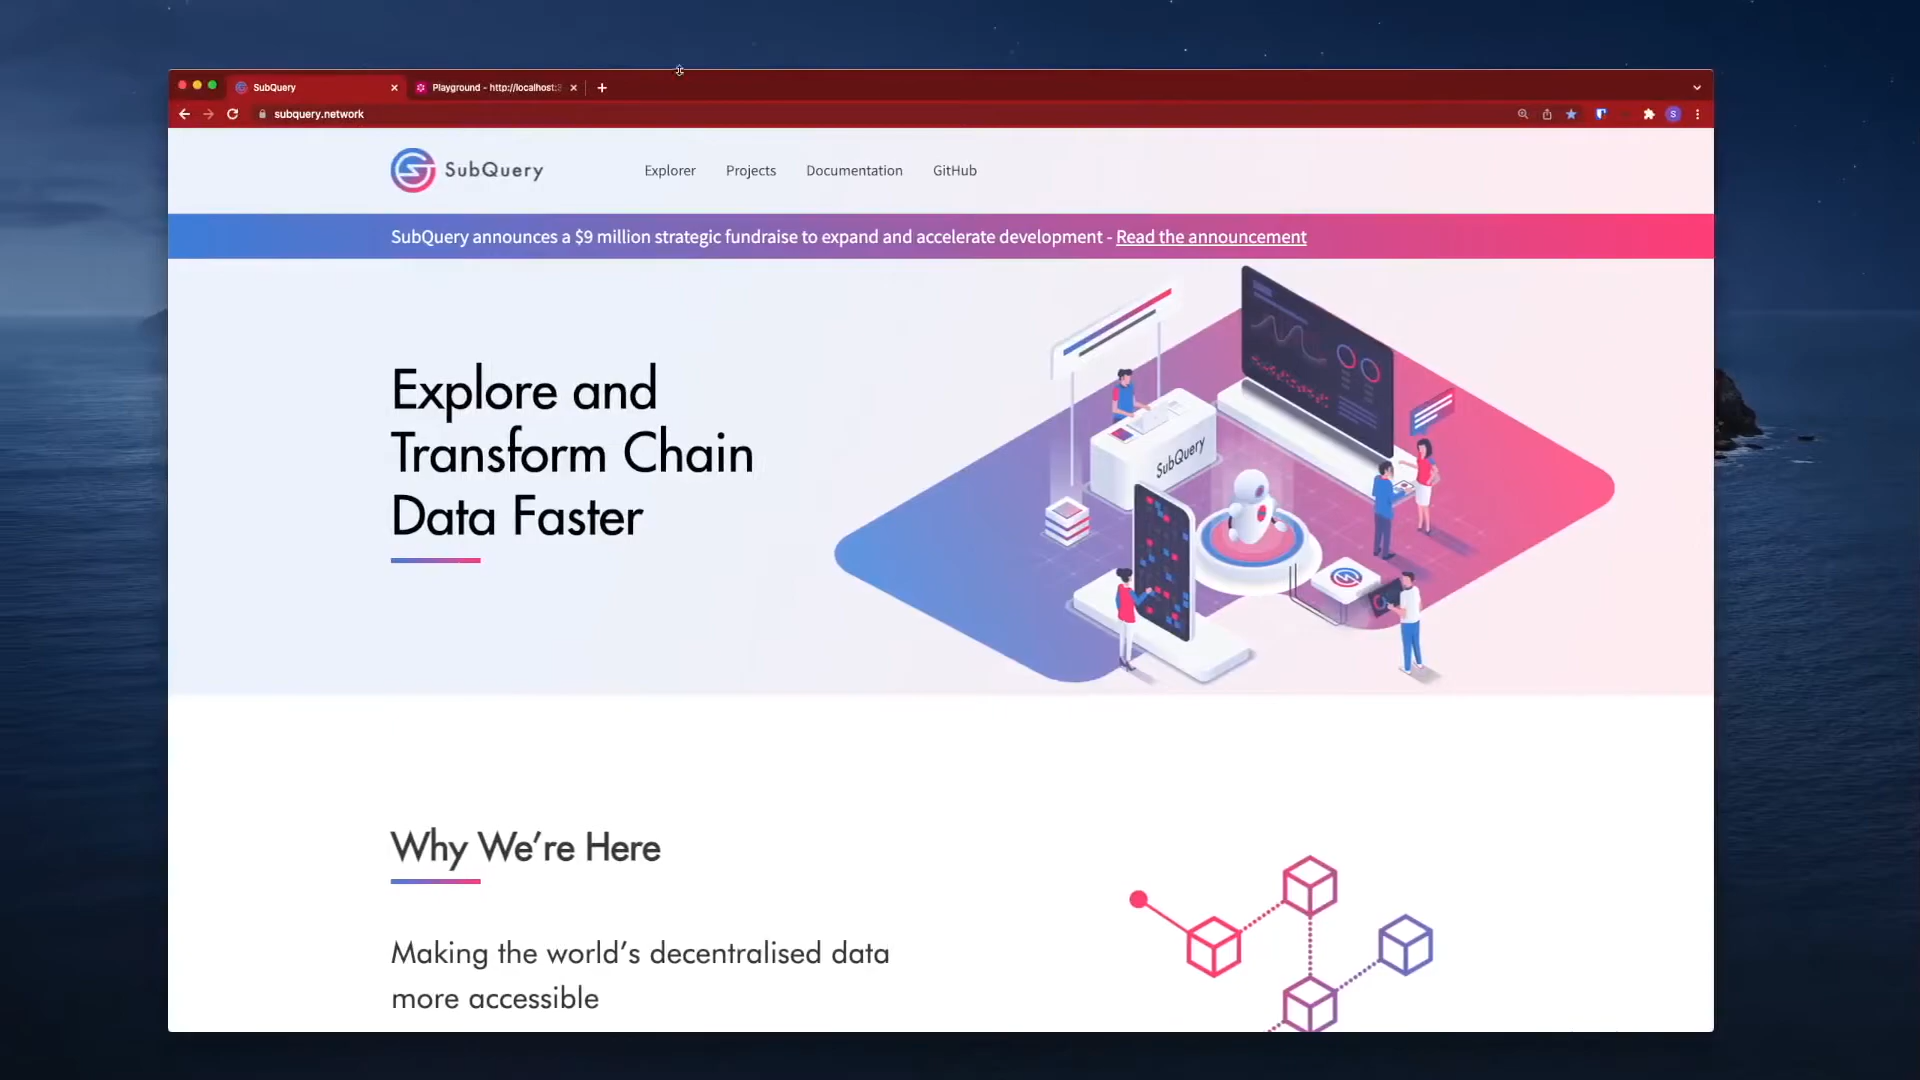 SubQuery
Playground - http://localhost:
subquery.network
S
SubQuery
Explorer
Projects
Documentation
GitHub
SubQuery announces a $9 million strategic fundraise to expand and accelerate development - Read the announcement
Explore and
Transform Chain
Data Faster
SubQuery
Why We're Here
Making the world's decentralised data
more accessible